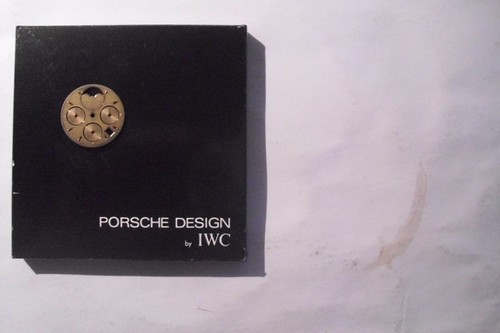 PORSCHE DESIGN
by IWC